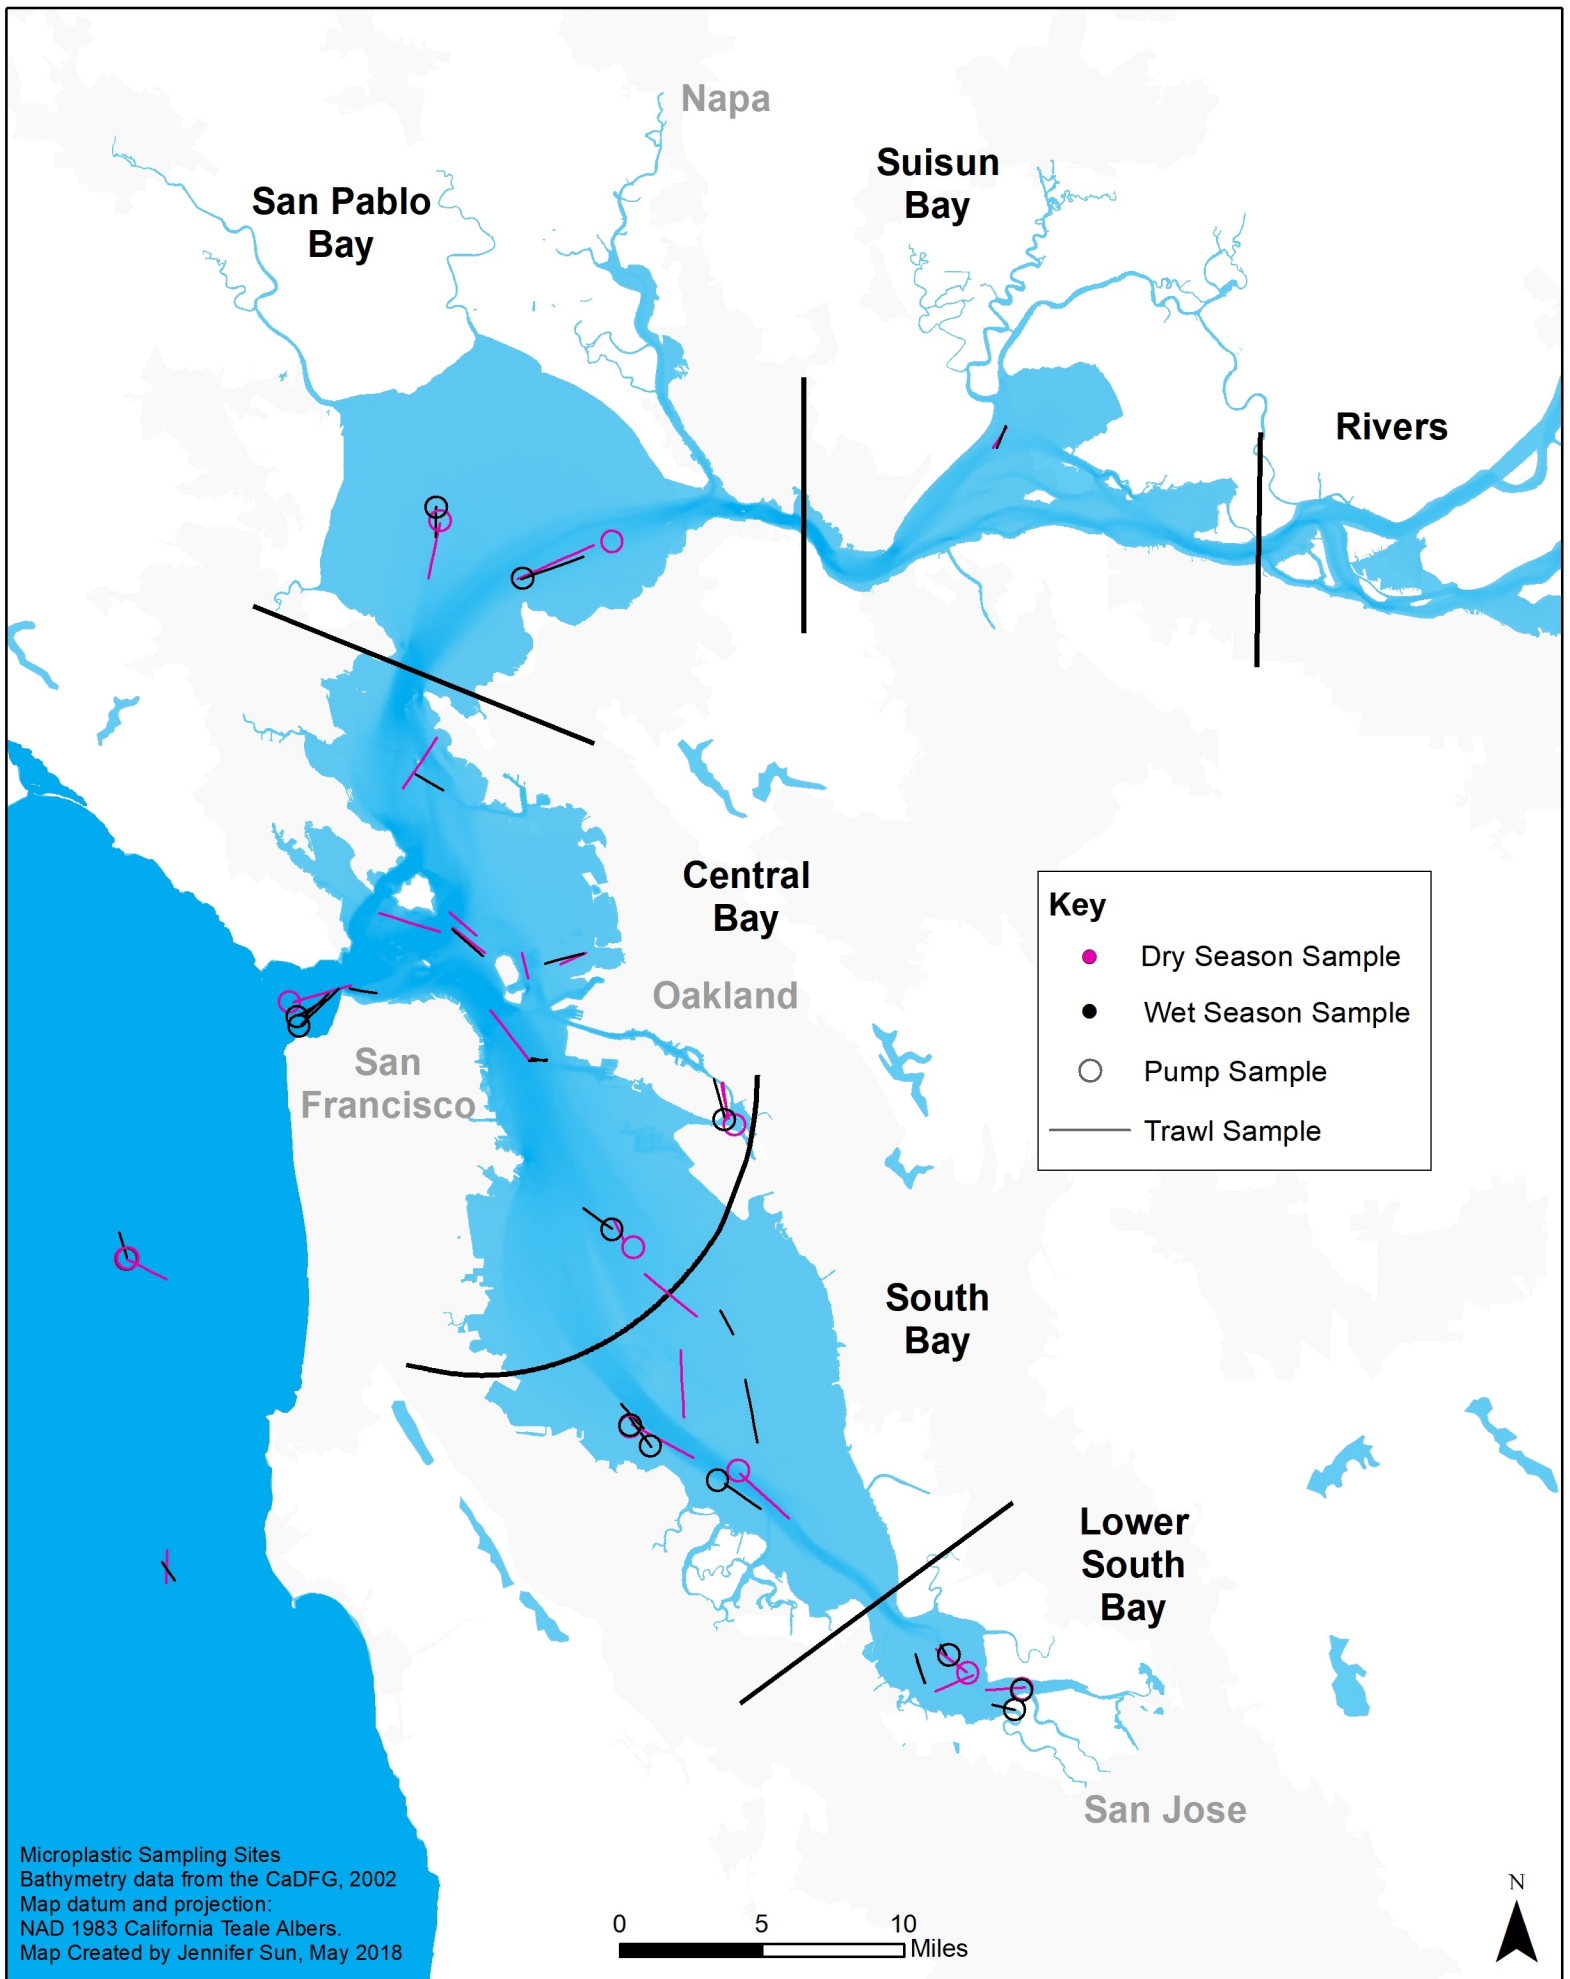 Napa
Suisun
Bay
San Pablo
Bay
Rivers
Central
Bay
Oakland
San
Francisco
Key
Dry Season Sample
Wet Season Sample
Pump Sample
Trawl Sample
South
Bay
Lower
South
Bay
San Jose
Microplastic Sampling Sites
Bathymetry data from the CaDFG, 2002
Map datum and projection:
NAD 1983 California Teale Albers.
Map Created by Jennifer Sun, May 2018
0 5 10
Miles
N